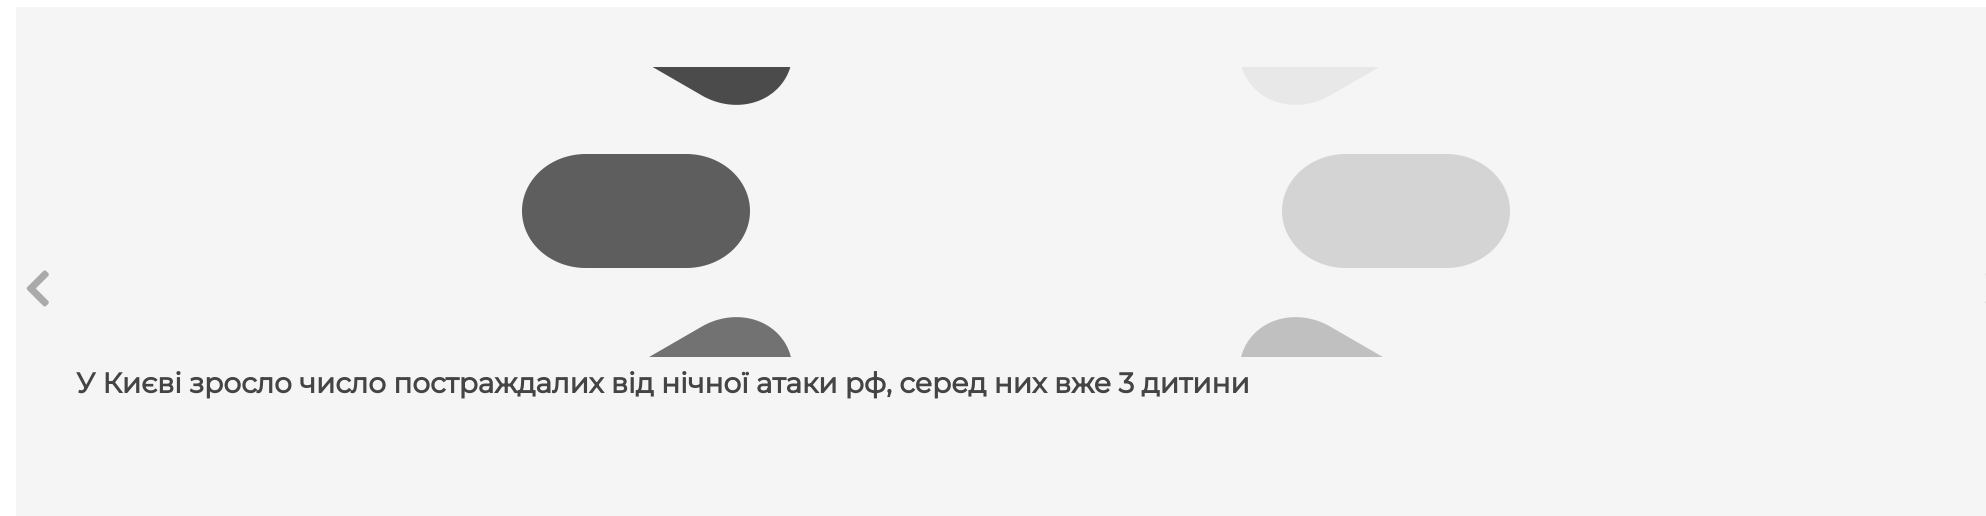 У Києві зросло число постраждалих від нічної атаки рф, серед них вже 3 дитини